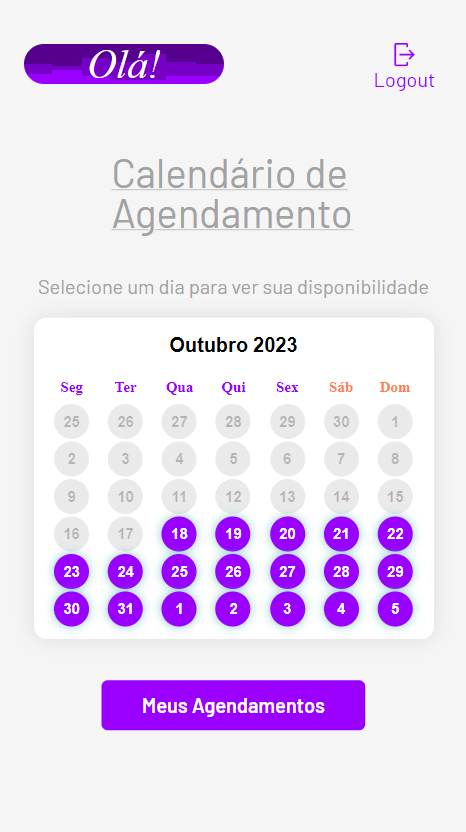 Olá!
Logout
Calendário de
Agendamento
Selecione um dia para ver sua disponibilidade
Outubro 2023
Seg Ter Qua Qui Sex Sáb Dom
25 26 27 28 29 30 1
2 3 4 5 6 7 8
9 10 11 12 13 14 15
16 17 18 19 20 21 22
23 24 25 26 27 28 29
30 31 1 2 3 4 5
Meus Agendamentos